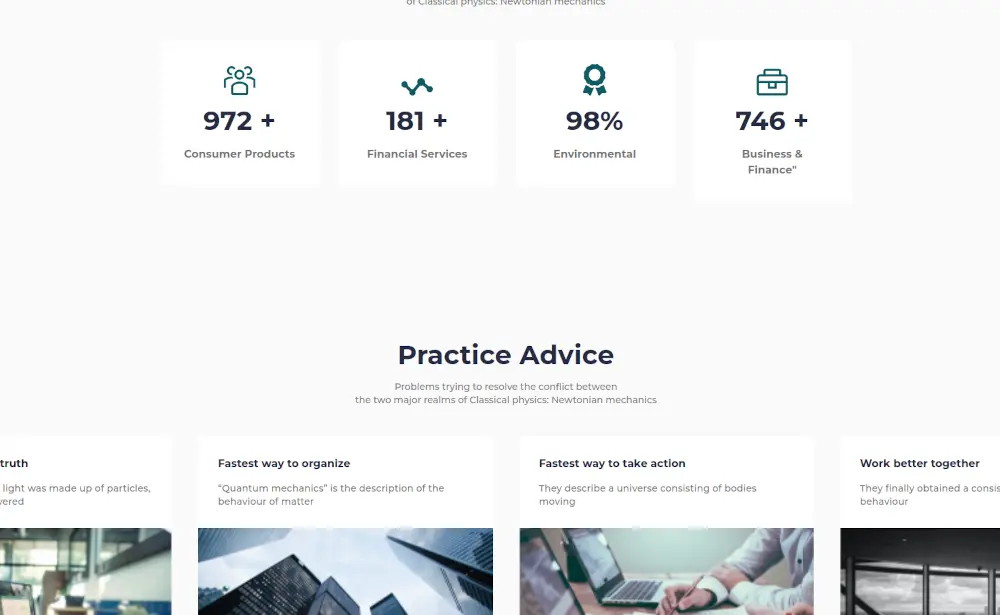 of Classical physics: Newtonian mechanics
972 +
Consumer Products
181 +
Financial Services
98%
Environmental
746 +
Business &
Finance"
Practice Advice
Problems trying to resolve the conflict between
the two major realms of Classical physics: Newtonian mechanics
truth
light was made up of particles,
vered
Fastest way to organize
“Quantum mechanics” is the description of the
behaviour of matter
Fastest way to take action
They describe a universe consisting of bodies
moving
Work better together
They finally obtained a consis
behaviour